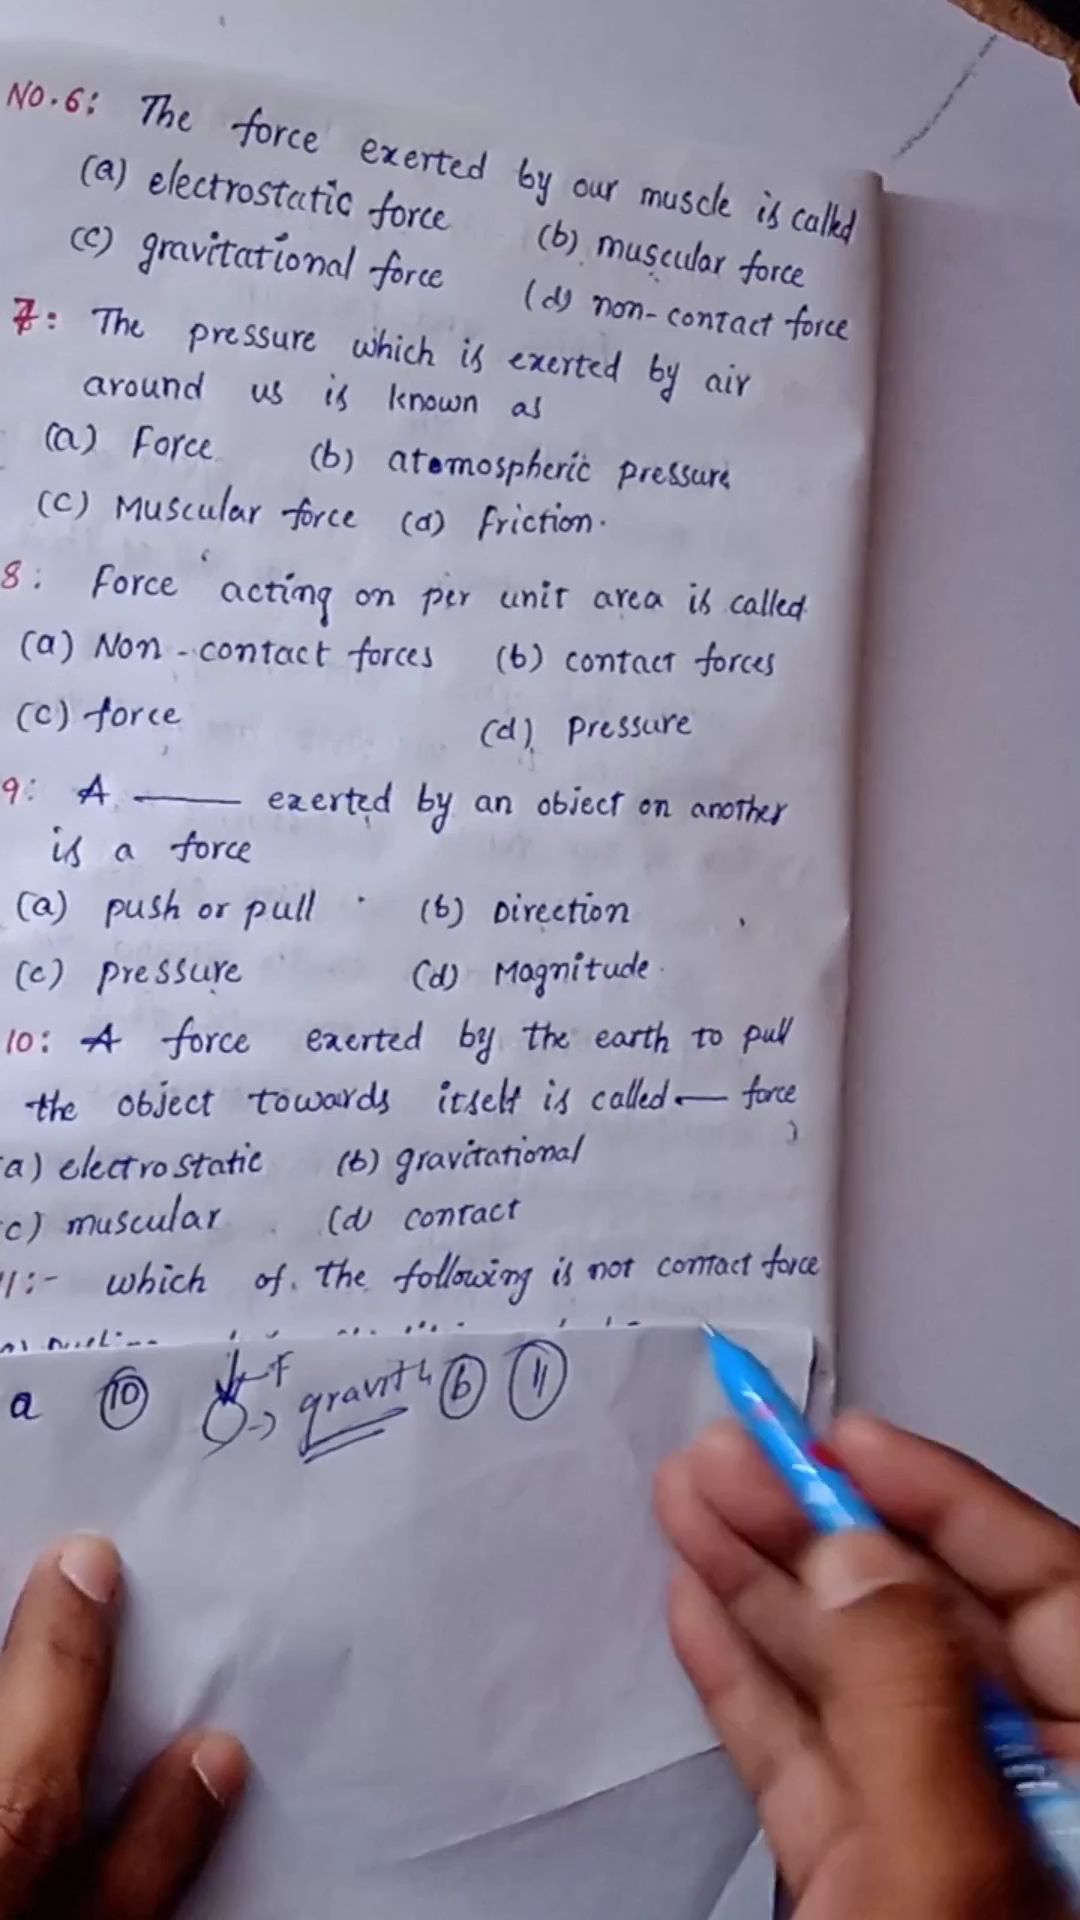 NO.6: The force exerted by our muscle is called
(a) electrostatic force (b) muscular force
(c) gravitational force (d) non-contact force
7: The pressure which is exerted by air
around us is known as
(a) Force (b) atomospheric pressure
(c) Muscular force (d) Friction.
8: Force acting on per unit area is called
(a) Non-contact forces (b) contact forces
(c) force (d) Pressure
9: A —— exerted by an object on another
is a force
(a) push or pull (b) Direction
(c) pressure (d) Magnitude.
10: A force exerted by the earth to pull
the object towards itself is called — force
a) electrostatic (b) gravitational
c) muscular (d) contact
11:- which of the following is not contact force
a 10 F gravity b 11